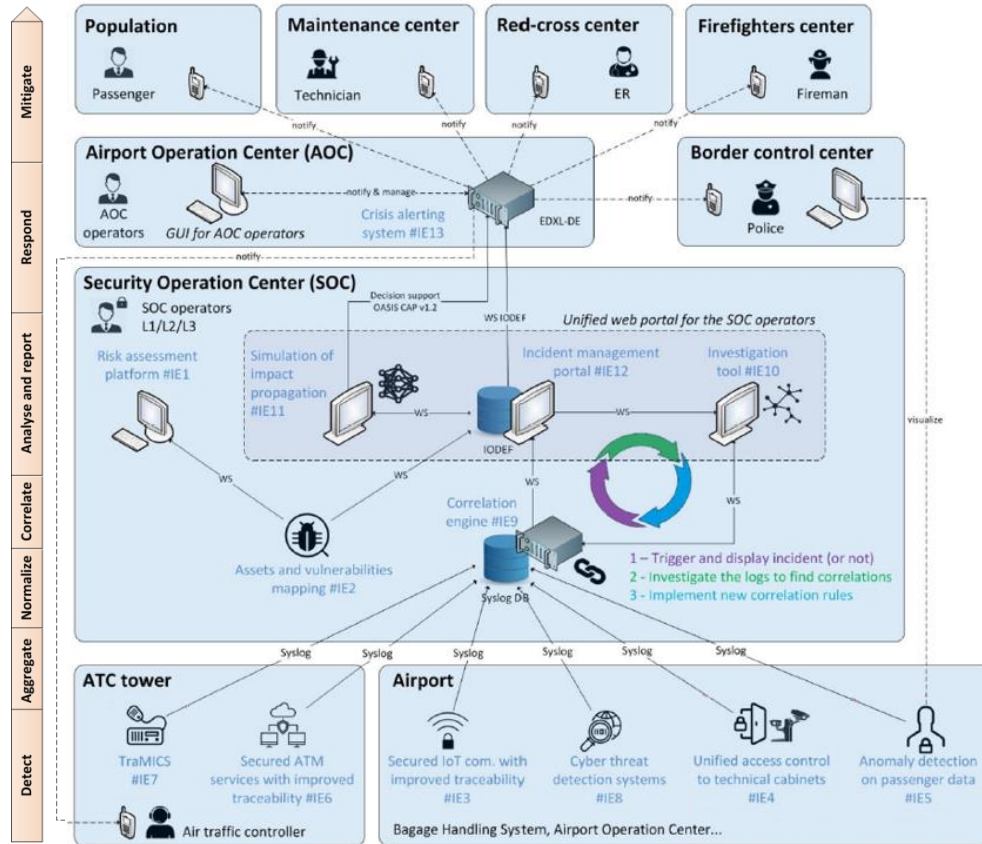 Mitigate
Respond
Analyse and report
Correlate
Normalize
Aggregate
Detect
Population
Passenger
Maintenance center
Technician
Red-cross center
ER
Firefighters center
Fireman
notify
notify
notify
notify
Airport Operation Center (AOC)
AOC
operators
GUI for AOC operators
notify & manage
Crisis alerting
system #IE13
EDXL-DE
notify
Border control center
Police
notify
Security Operation Center (SOC)
SOC operators
L1/L2/L3
Decision support
OASIS CAP v1.2
WS IODEF
Unified web portal for the SOC operators
Risk assessment
platform #IE1
Simulation of
impact
propagation
#IE11
Incident management
portal #IE12
Investigation
tool #IE10
WS
WS
IODEF
visualize
WS
WS
WS
WS
Correlation
engine #IE9
Assets and vulnerabilities
mapping #IE2
Syslog DB
1 – Trigger and display incident (or not)
2 - Investigate the logs to find correlations
3 - Implement new correlation rules
Syslog
Syslog
Syslog
Syslog
Syslog
Syslog
ATC tower
TraMICS
#IE7
Secured ATM
services with improved
traceability #IE6
Air traffic controller
Airport
Secured IoT com. with
improved traceability
#IE3
Cyber threat
detection systems
#IE8
Unified access control
to technical cabinets
#IE4
Anomaly detection
on passenger data
#IE5
Bagage Handling System, Airport Operation Center...